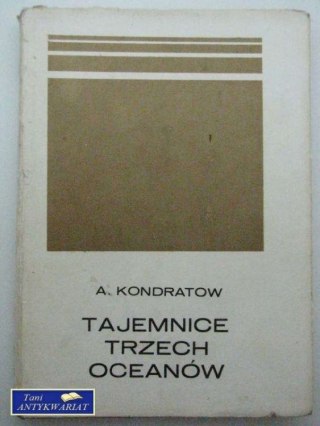 A. KONDRATOW
TAJEMNICE
TRZECH
OCEANÓW
Tani
ANTYKWARIAT